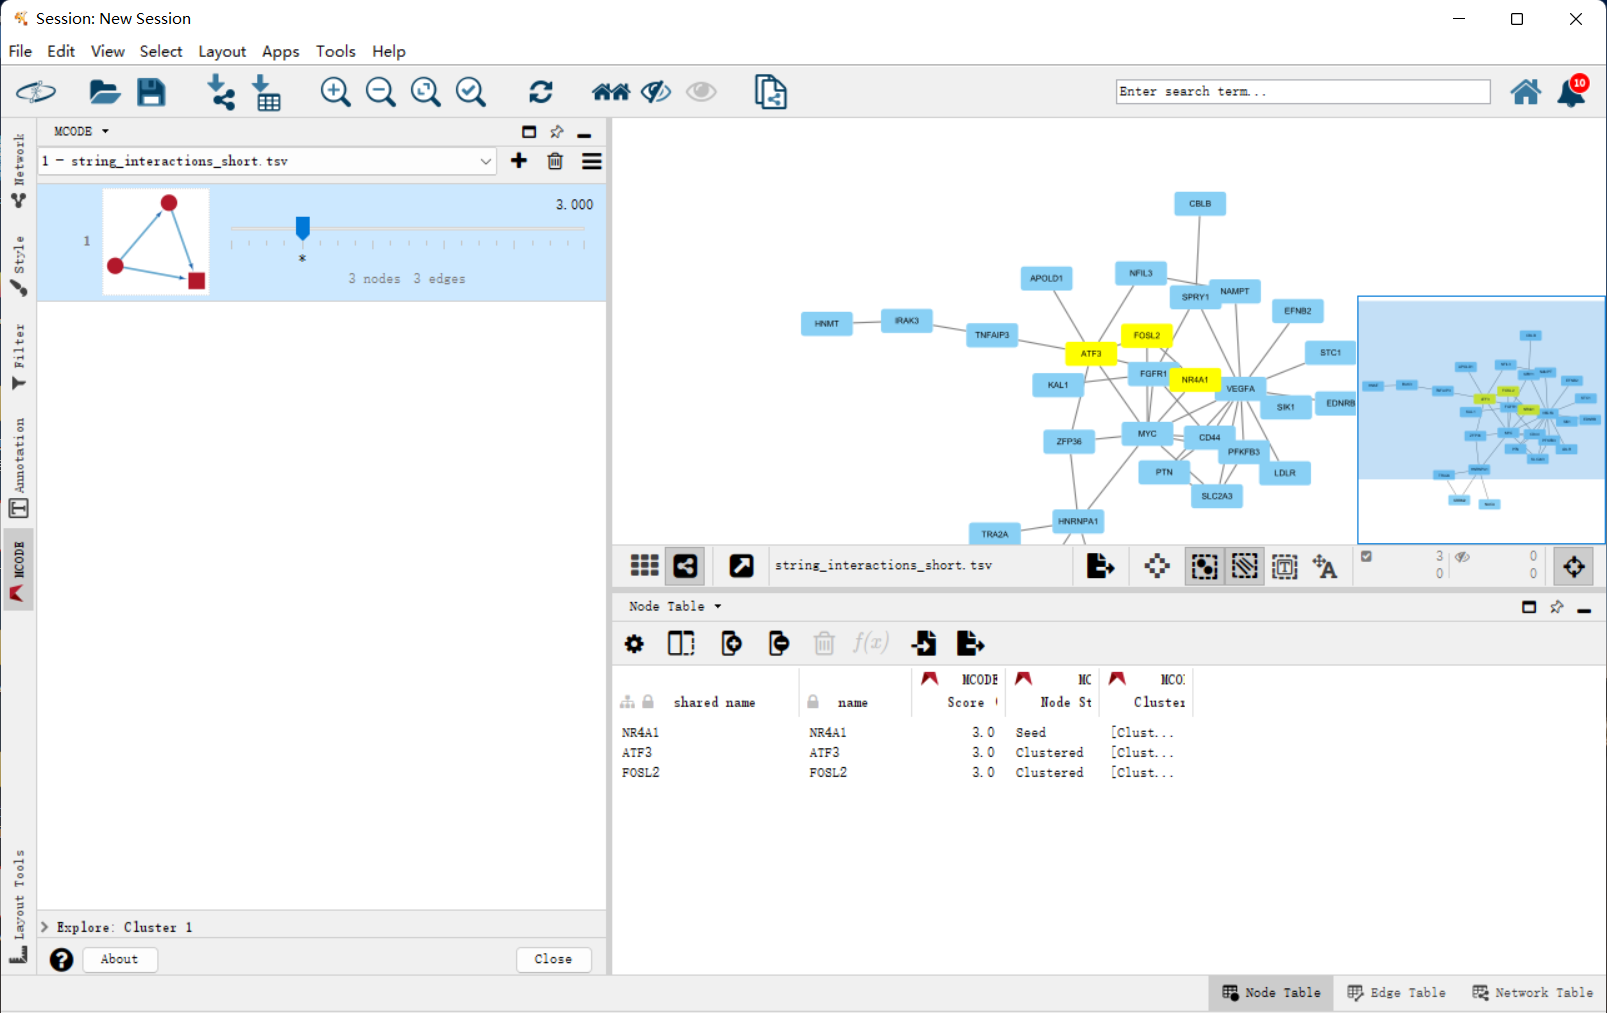 Session: New Session
File Edit View Select Layout Apps Tools Help
Enter search term...
10
MCODE
1 - string_interactions_short.tsv
Network
Style
Filter
Annotation
MCODE
Layout Tools
1
3.000
*
3 nodes 3 edges
Explore: Cluster 1
About
Close
CBLB
APOLD1
NFIL3
SPRY1
NAMPT
EFNB2
HNMT
IRAK3
TNFAIP3
FOSL2
ATF3
STC1
KAL1
FGFR1
NR4A1
VEGFA
SIK1
EDNRB
ZFP36
MYC
CD44
PFKFB3
PTN
LDLR
SLC2A3
HNRNPA1
TRA2A
string_interactions_short.tsv
3
0
0
0
Node Table
f(x)
shared name
name
MCODE
Score
MC
Node St
MCO
Cluster
NR4A1 NR4A1 3.0 Seed [Clust...
ATF3 ATF3 3.0 Clustered [Clust...
FOSL2 FOSL2 3.0 Clustered [Clust...
Node Table Edge Table Network Table